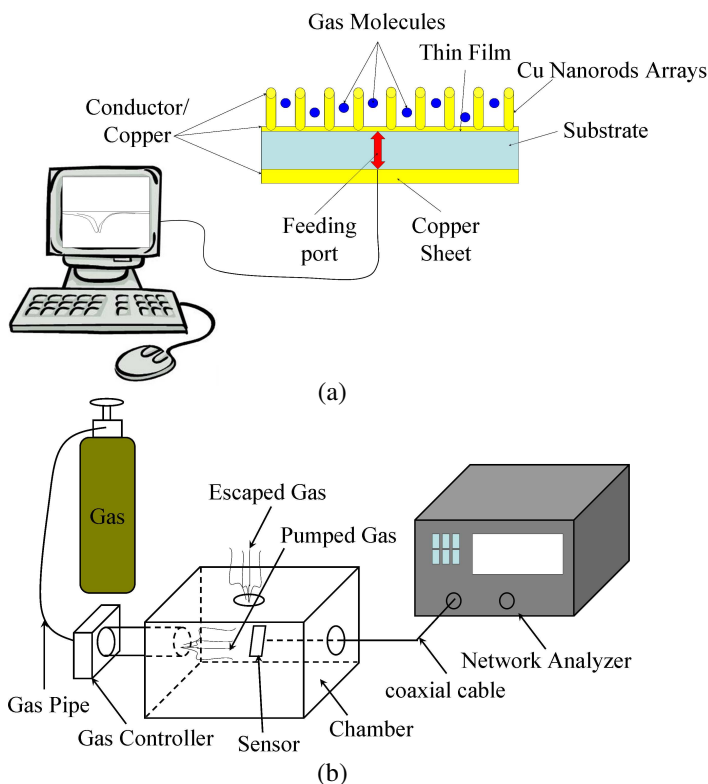 Gas Molecules
Thin Film
Cu Nanorods Arrays
Conductor/
Copper
Substrate
Feeding
port
Copper
Sheet
(a)
Gas
Escaped Gas
Pumped Gas
Network Analyzer
coaxial cable
Gas Pipe
Gas Controller
Sensor
Chamber
(b)